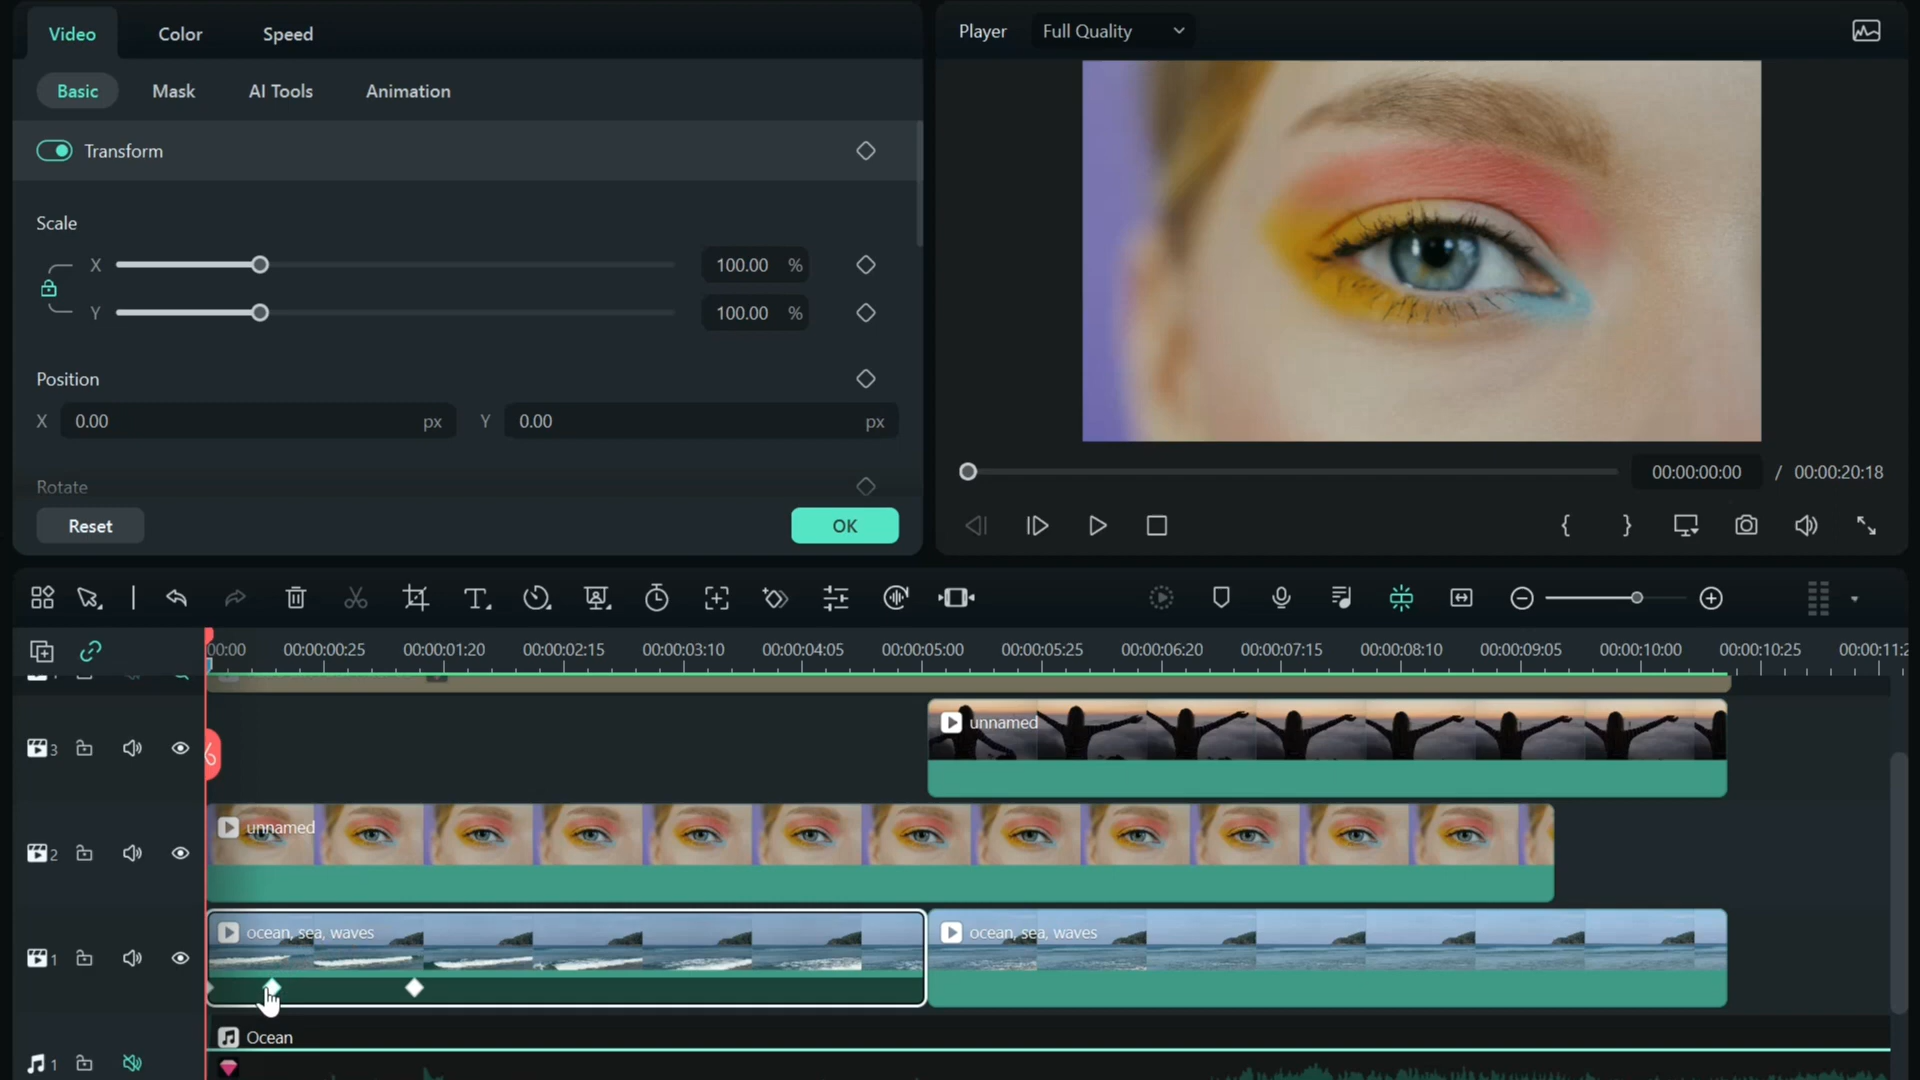 Video Color Speed
Basic Mask AI Tools Animation
Transform
Scale
X 100.00 %
Y 100.00 %
Position
X 0.00 px Y 0.00 px
Rotate
Reset OK
Player Full Quality
00:00:00:00 / 00:00:20:18
00:00 00:00:00:25 00:00:01:20 00:00:02:15 00:00:03:10 00:00:04:05 00:00:05:00 00:00:05:25 00:00:06:20 00:00:07:15 00:00:08:10 00:00:09:05 00:00:10:00 00:00:10:25 00:00:11:2
unnamed
3
unnamed
2
ocean, sea, waves ocean, sea, waves
1
Ocean
1